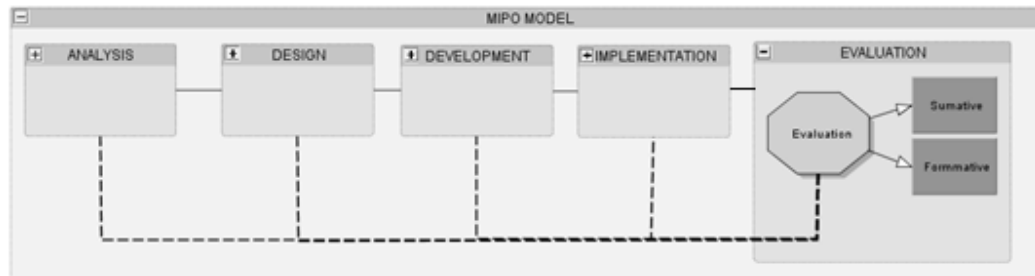 MIPO MODEL
ANALYSIS
DESIGN
DEVELOPMENT
IMPLEMENTATION
EVALUATION
Evaluation
Sumative
Formmative